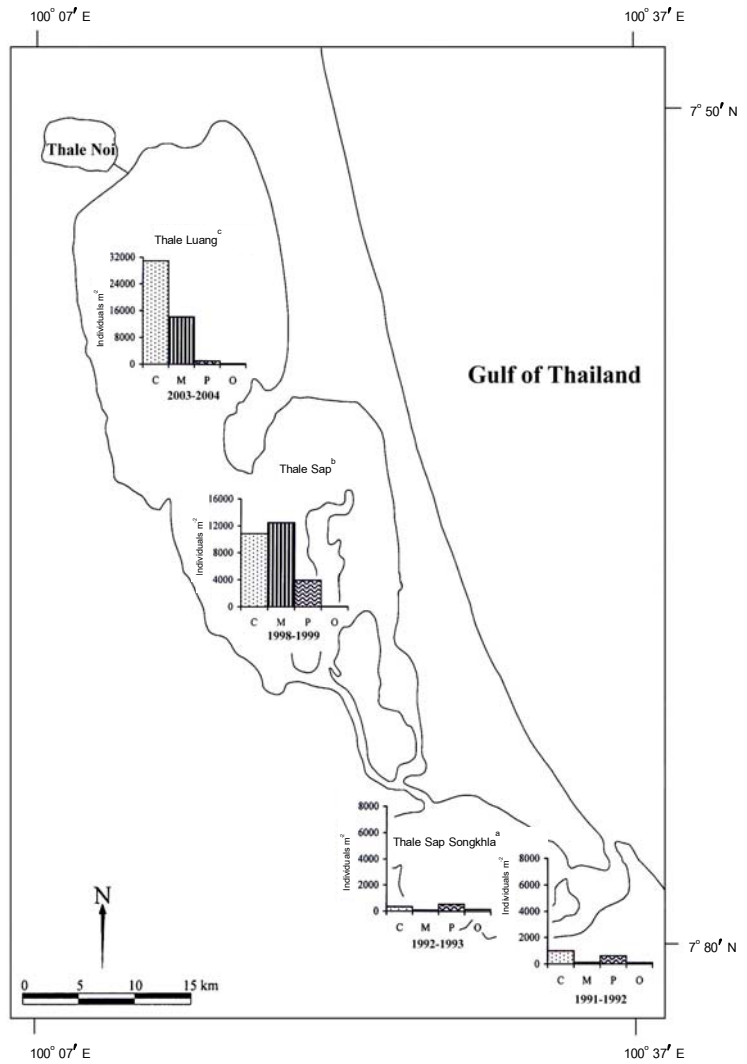 100° 07′ E
100° 37′ E
7° 50′ N
Thale Noi
Thale Luang^c
Individuals m⁻²
32000
24000
16000
8000
0
C M P O
2003-2004
Gulf of Thailand
Thale Sap^b
Individuals m⁻²
16000
12000
8000
4000
0
C M P O
1998-1999
Thale Sap Songkhla^a
Individuals m⁻²
8000
6000
4000
2000
0
C M P O
1992-1993
Individuals m⁻²
8000
6000
4000
2000
0
C M P O
1991-1992
N
0 5 10 15 km
7° 80′ N
100° 07′ E
100° 37′ E